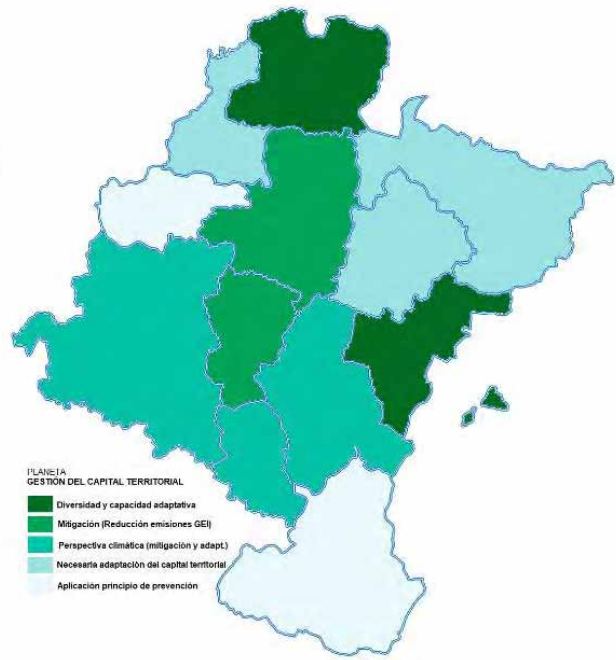 PLANETA
GESTIÓN DEL CAPITAL TERRITORIAL
Diversidad y capacidad adaptativa
Mitigación (Reducción emisiones GEI)
Perspectiva climática (mitigación y adapt.)
Necesaria adaptación del capital territorial
Aplicación principio de prevención